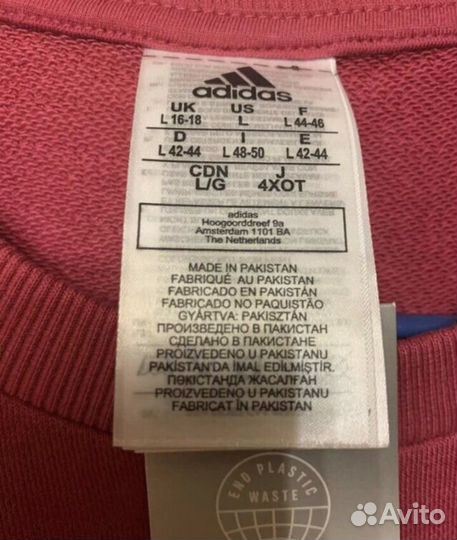 adidas
UK US F
L 16-18 L L 44-46
D I E
L 42-44 L 48-50 L 42-44
CDN J
L/G 4XOT
adidas
Hoogoorddreef 9a
Amsterdam 1101 BA
The Netherlands
MADE IN PAKISTAN
FABRIQUÉ AU PAKISTAN
FABRICADO EN PAKISTÁN
FABRICADO NO PAQUISTÃO
GYÁRTVA: PAKISZTÁN
ПРОИЗВЕДЕНО В ПАКИСТАН
СДЕЛАНО В ПАКИСТАНЕ
PROIZVEDENO U PAKISTANU
PAKİSTAN'DA İMAL EDİLMİŞTİR.
ПӘКІСТАНДА ЖАСАЛҒАН
PROIZVEDENO U PAKISTANU
FABRICAT ÎN PAKISTAN
END PLASTIC
WASTE
Avito